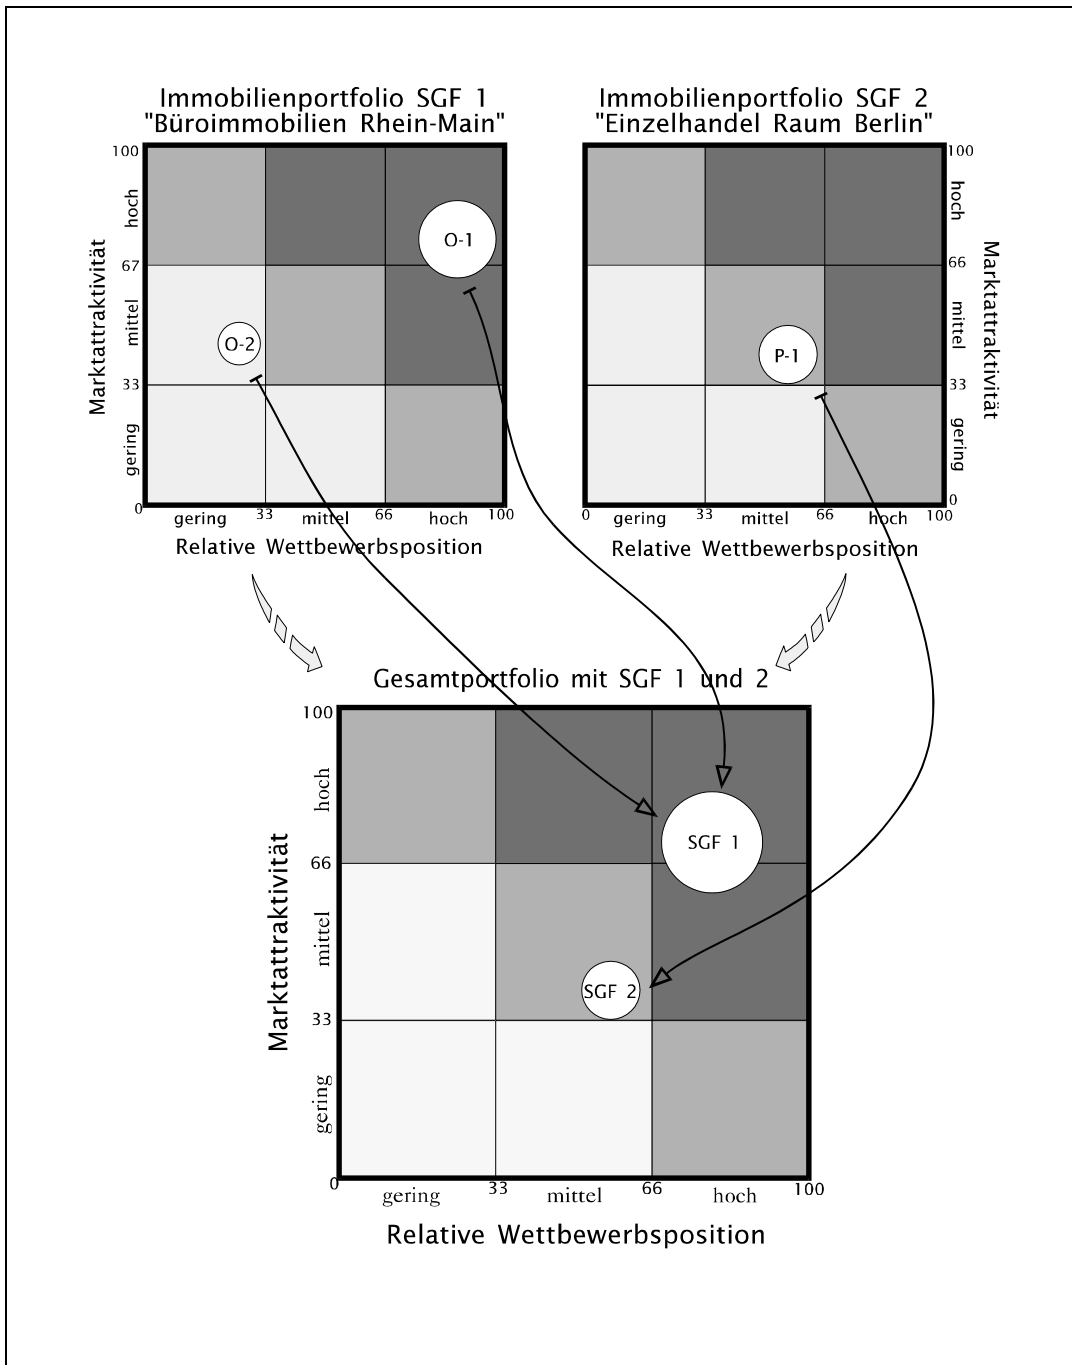 Immobilienportfolio SGF 1
"Büroimmobilien Rhein-Main"
100
hoch
67
mittel
33
gering
0
Marktattraktivität
O-1
O-2
gering
33
mittel
66
hoch
100
Relative Wettbewerbsposition
Immobilienportfolio SGF 2
"Einzelhandel Raum Berlin"
100
hoch
66
mittel
33
gering
0
Marktattraktivität
P-1
0
gering
33
mittel
66
hoch
100
Relative Wettbewerbsposition
Gesamtportfolio mit SGF 1 und 2
100
hoch
66
mittel
33
gering
0
Marktattraktivität
SGF 1
SGF 2
gering
33
mittel
66
hoch
100
Relative Wettbewerbsposition